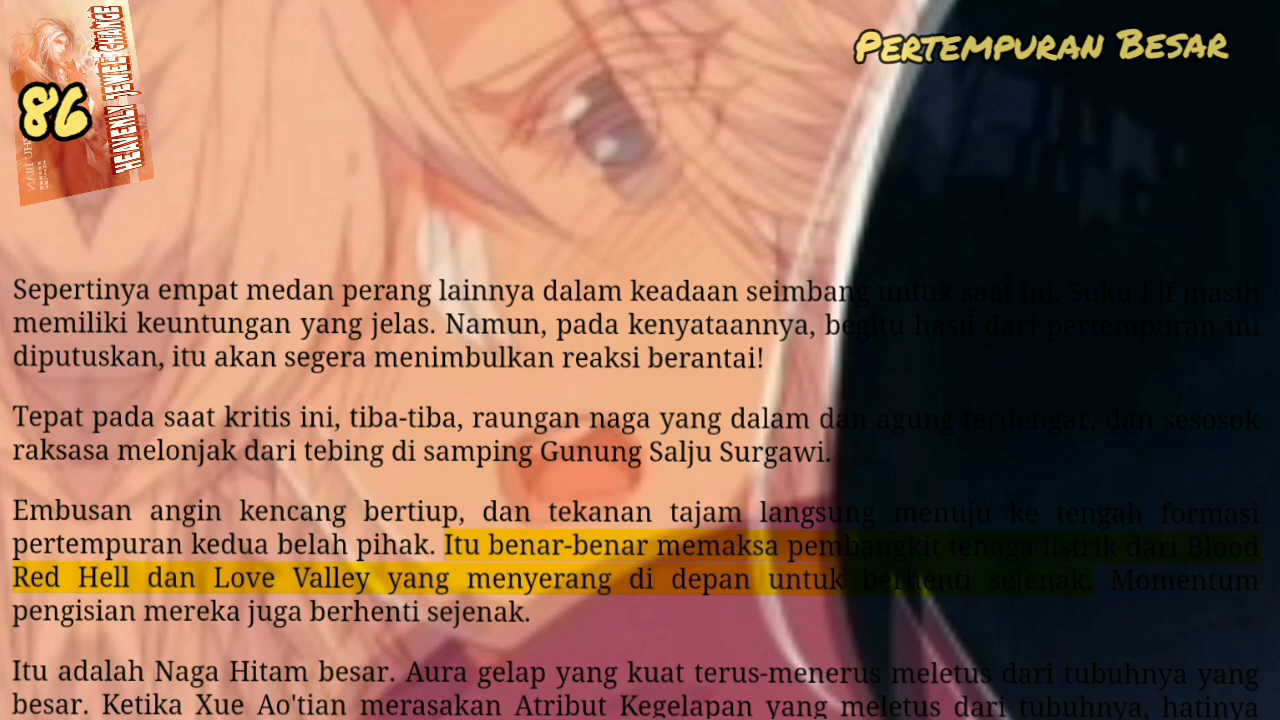 PERTEMPURAN BESAR
86
HEAVENLY JEWEL CHANGE
Sepertinya empat medan perang lainnya dalam keadaan seimbang untuk saat ini. Suku Elf masih
memiliki keuntungan yang jelas. Namun, pada kenyataannya, begitu hasil dari pertempuran ini
diputuskan, itu akan segera menimbulkan reaksi berantai!
Tepat pada saat kritis ini, tiba-tiba, raungan naga yang dalam dan agung terdengar, dan sesosok
raksasa melonjak dari tebing di samping Gunung Salju Surgawi.
Embusan angin kencang bertiup, dan tekanan tajam langsung menuju ke tengah formasi
pertempuran kedua belah pihak. Itu benar-benar memaksa pembangkit tenaga listrik dari Blood
Red Hell dan Love Valley yang menyerang di depan untuk berhenti sejenak. Momentum
pengisian mereka juga berhenti sejenak.
Itu adalah Naga Hitam besar. Aura gelap yang kuat terus-menerus meletus dari tubuhnya yang
besar. Ketika Xue Ao'tian merasakan Atribut Kegelapan yang meletus dari tubuhnya, hatinya